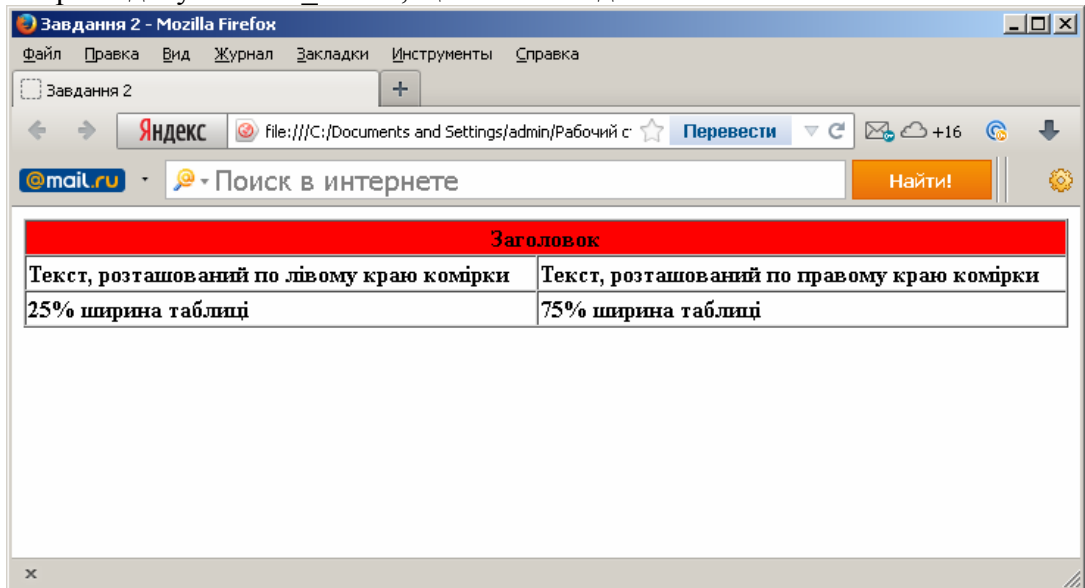 Завдання 2 - Mozilla Firefox
Файл Правка Вид Журнал Закладки Инструменты Справка
Завдання 2 +
Яндекс file:///C:/Documents and Settings/admin/Рабочий с Перевести +16
@mail.ru Поиск в интернете Найти!
Заголовок
Текст, розташований по лівому краю комірки Текст, розташований по правому краю комірки
25% ширина таблиці 75% ширина таблиці
x